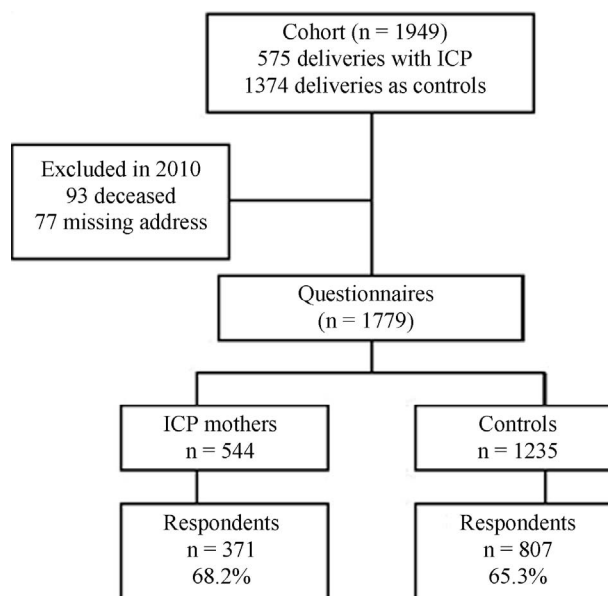 Cohort (n = 1949)
575 deliveries with ICP
1374 deliveries as controls
Excluded in 2010
93 deceased
77 missing address
Questionnaires
(n = 1779)
ICP mothers
n = 544
Controls
n = 1235
Respondents
n = 371
68.2%
Respondents
n = 807
65.3%